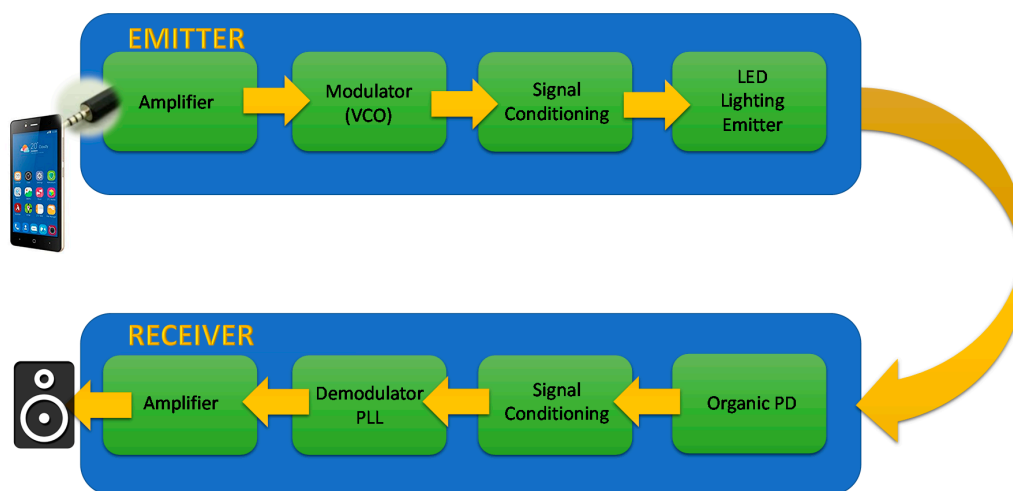 EMITTER
Amplifier
Modulator
(VCO)
Signal
Conditioning
LED
Lighting
Emitter
RECEIVER
Amplifier
Demodulator
PLL
Signal
Conditioning
Organic PD